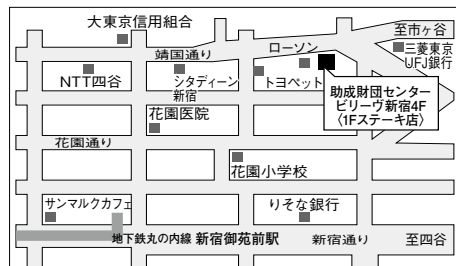 大東京信用組合
至市ヶ谷
靖国通り
ローソン
三菱東京
UFJ銀行
NTT四谷
シタディーン
新宿
トヨペット
助成財団センター
ビリーヴ新宿4F
〈1Fステーキ店〉
花園医院
花園通り
花園小学校
サンマルクカフェ
りそな銀行
地下鉄丸の内線 新宿御苑前駅
新宿通り
至四谷